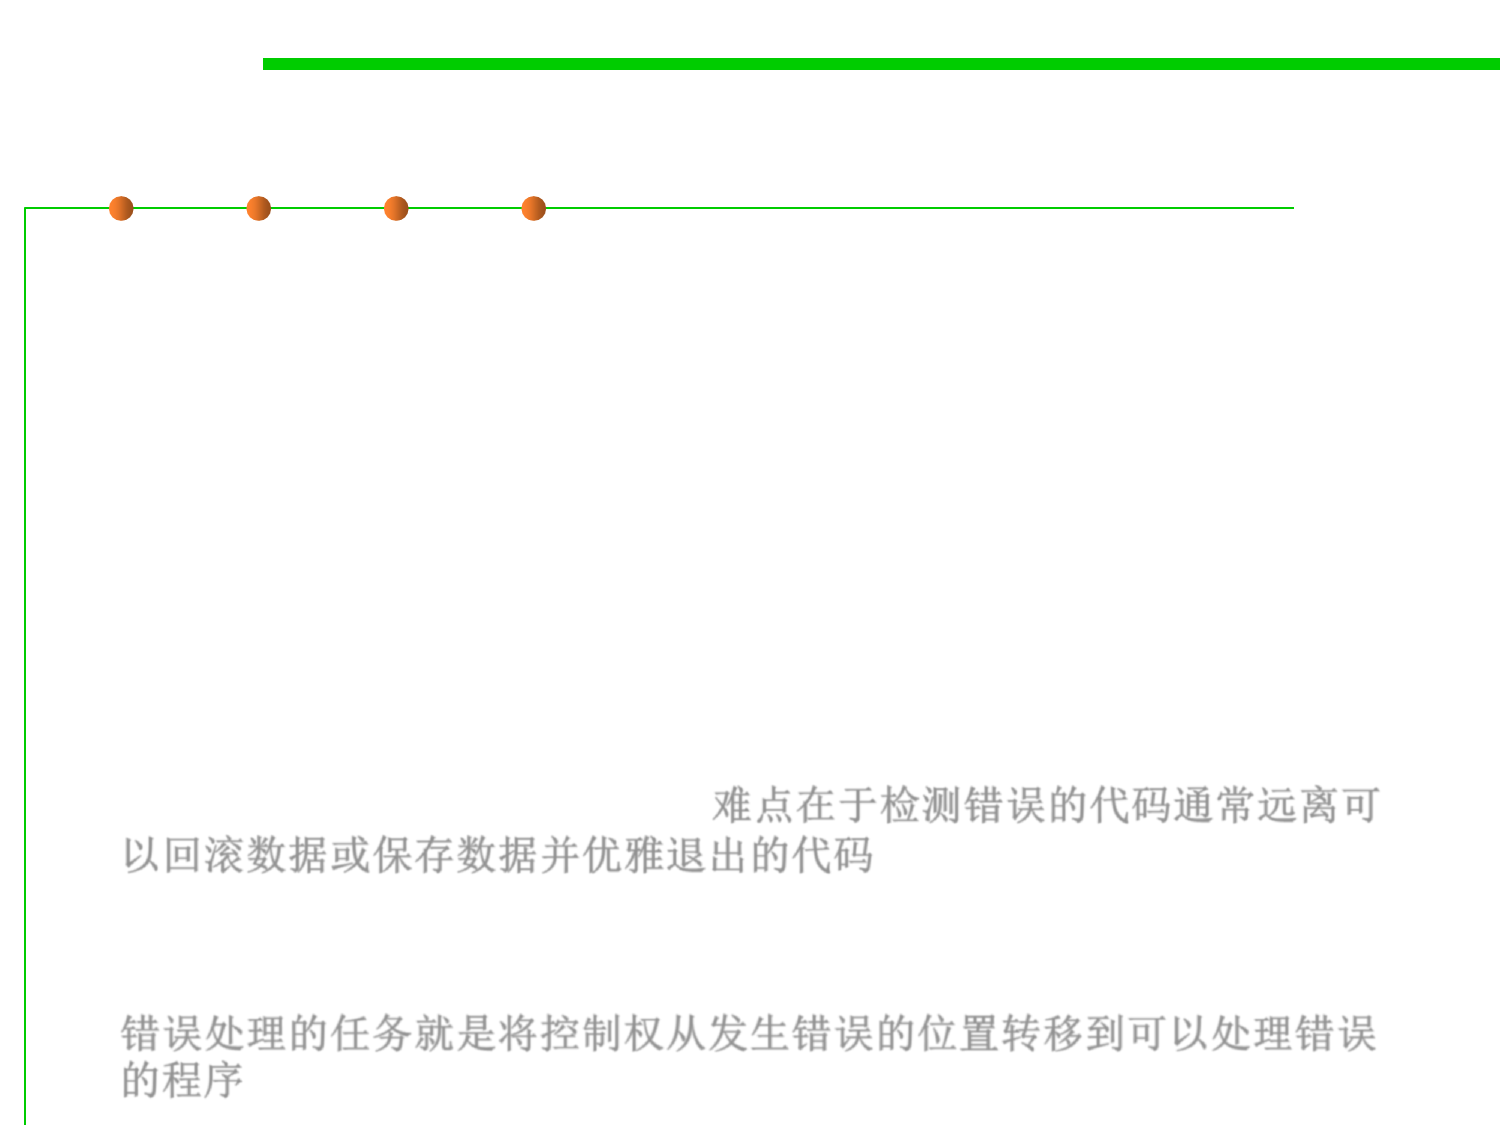 难点在于检测错误的代码通常远离可
以回滚数据或保存数据并优雅退出的代码
错误处理的任务就是将控制权从发生错误的位置转移到可以处理错误
的程序